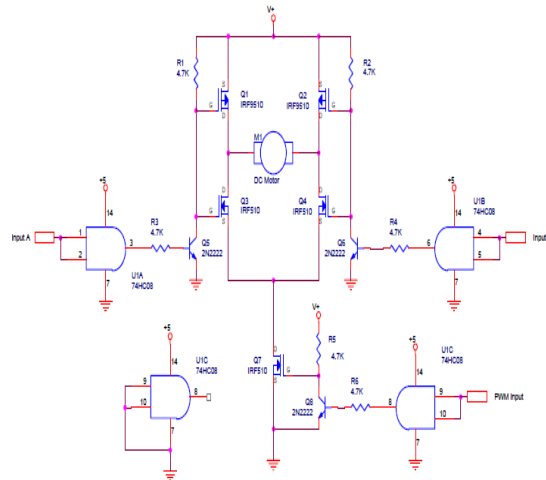 V+
R1
4.7K
R2
4.7K
S
Q1
IRF9510
G
D
S
Q2
IRF9510
G
D
M1
DC Motor
D
Q3
IRF510
G
S
D
Q4
IRF510
G
S
+5
14
Input A
1
2
3
7
U1A
74HC08
R3
4.7K
Q5
2N2222
Q6
2N2222
R4
4.7K
+5
14
U1B
74HC08
6
4
5
7
Input
V+
R5
4.7K
D
Q7
IRF510
G
S
Q8
2N2222
R6
4.7K
+5
14
U1C
74HC08
9
10
8
7
+5
14
U1C
74HC08
8
9
10
7
PWM Input